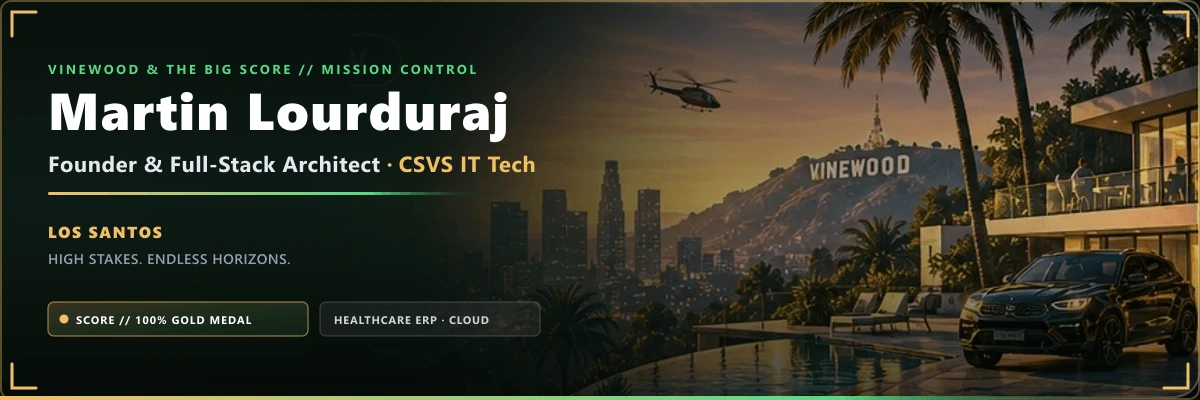 VINEWOOD & THE BIG SCORE // MISSION CONTROL
Martin Lourduraj
Founder & Full-Stack Architect · CSVS IT Tech
LOS SANTOS
HIGH STAKES. ENDLESS HORIZONS.
SCORE // 100% GOLD MEDAL
HEALTHCARE ERP · CLOUD
VINEWOOD